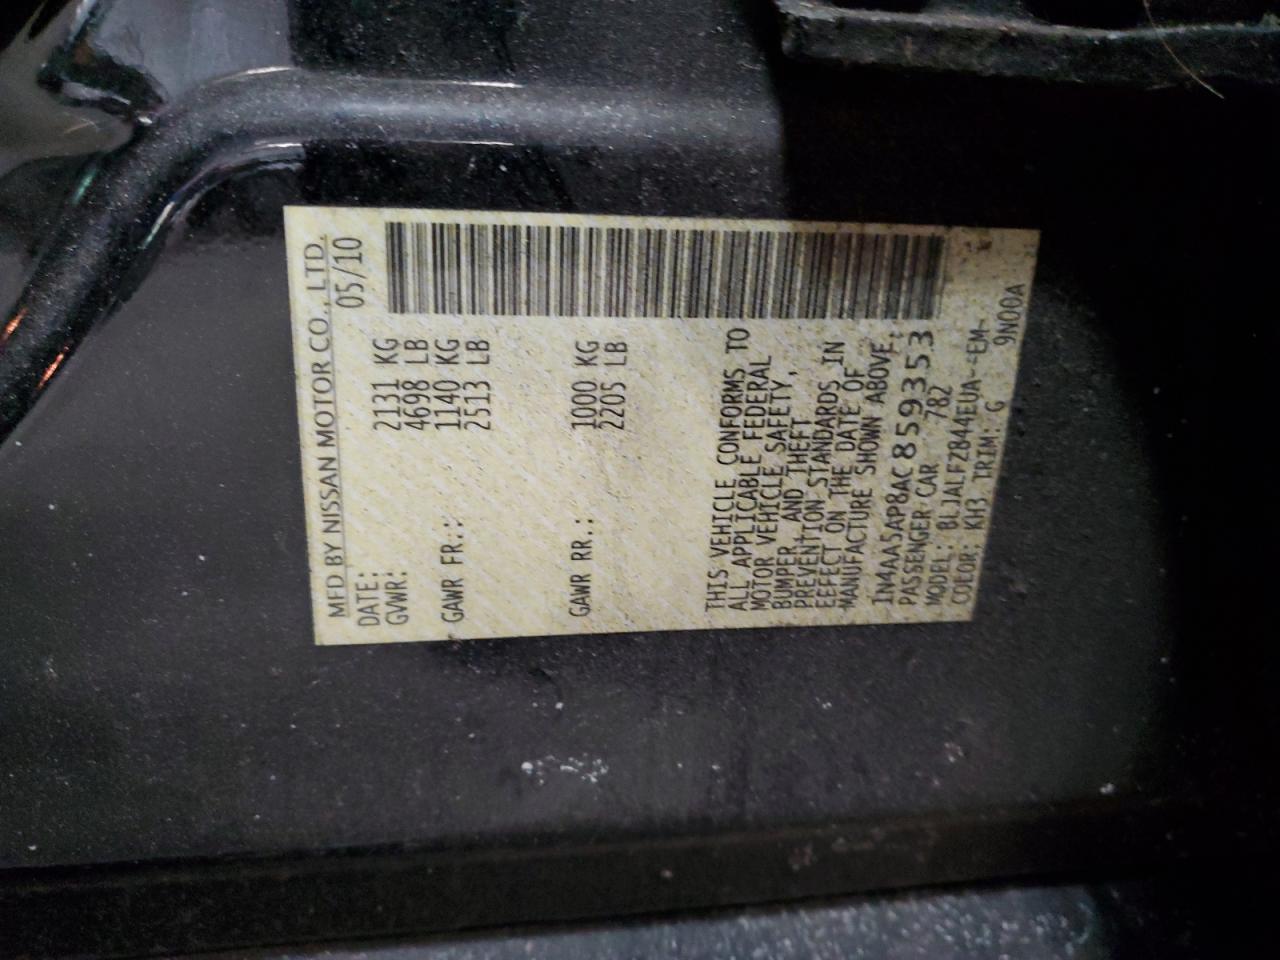 MFD BY NISSAN MOTOR CO., LTD.
DATE: 05/10
GVWR: 2131 KG
4698 LB
GAWR FR.: 1140 KG
2513 LB
GAWR RR.: 1000 KG
2205 LB
THIS VEHICLE CONFORMS TO
ALL APPLICABLE FEDERAL
MOTOR VEHICLE SAFETY,
BUMPER AND THEFT
PREVENTION STANDARDS IN
EFFECT ON THE DATE OF
MANUFACTURE SHOWN ABOVE:
1N4AA5AP8AC859353
PASSENGER CAR 782
MODEL: BLJALFZB44EUA-EM-
COLOR: KH3 TRIM: G 9N00A